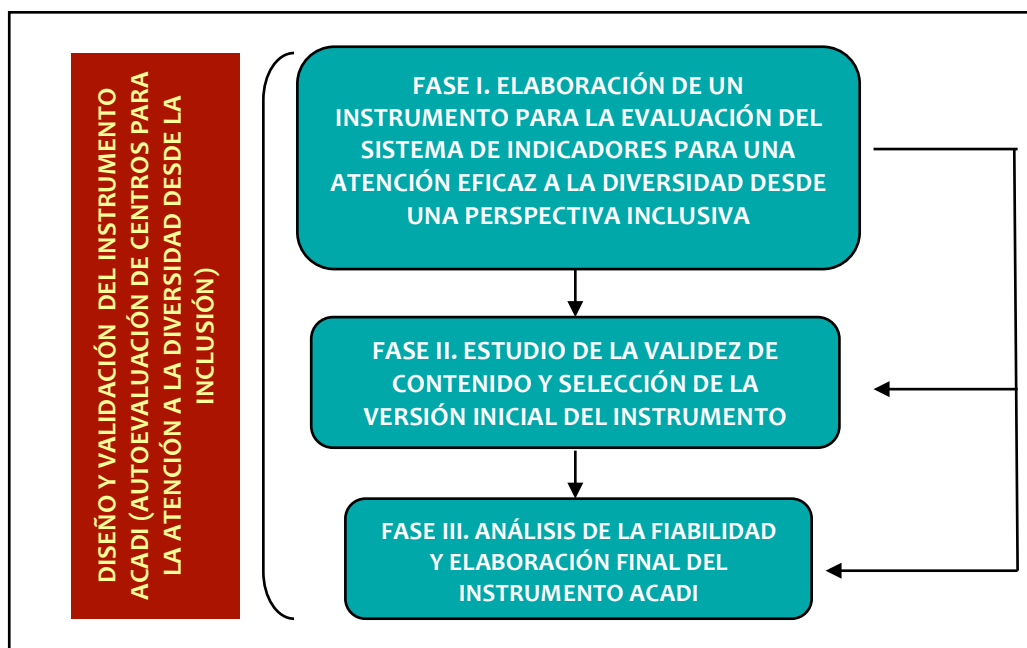 DISEÑO Y VALIDACIÓN DEL INSTRUMENTO
ACADI (AUTOEVALUACIÓN DE CENTROS PARA
LA ATENCIÓN A LA DIVERSIDAD DESDE LA
INCLUSIÓN)
FASE I. ELABORACIÓN DE UN
INSTRUMENTO PARA LA EVALUACIÓN DEL
SISTEMA DE INDICADORES PARA UNA
ATENCIÓN EFICAZ A LA DIVERSIDAD DESDE
UNA PERSPECTIVA INCLUSIVA
FASE II. ESTUDIO DE LA VALIDEZ DE
CONTENIDO Y SELECCIÓN DE LA
VERSIÓN INICIAL DEL INSTRUMENTO
FASE III. ANÁLISIS DE LA FIABILIDAD
Y ELABORACIÓN FINAL DEL
INSTRUMENTO ACADI